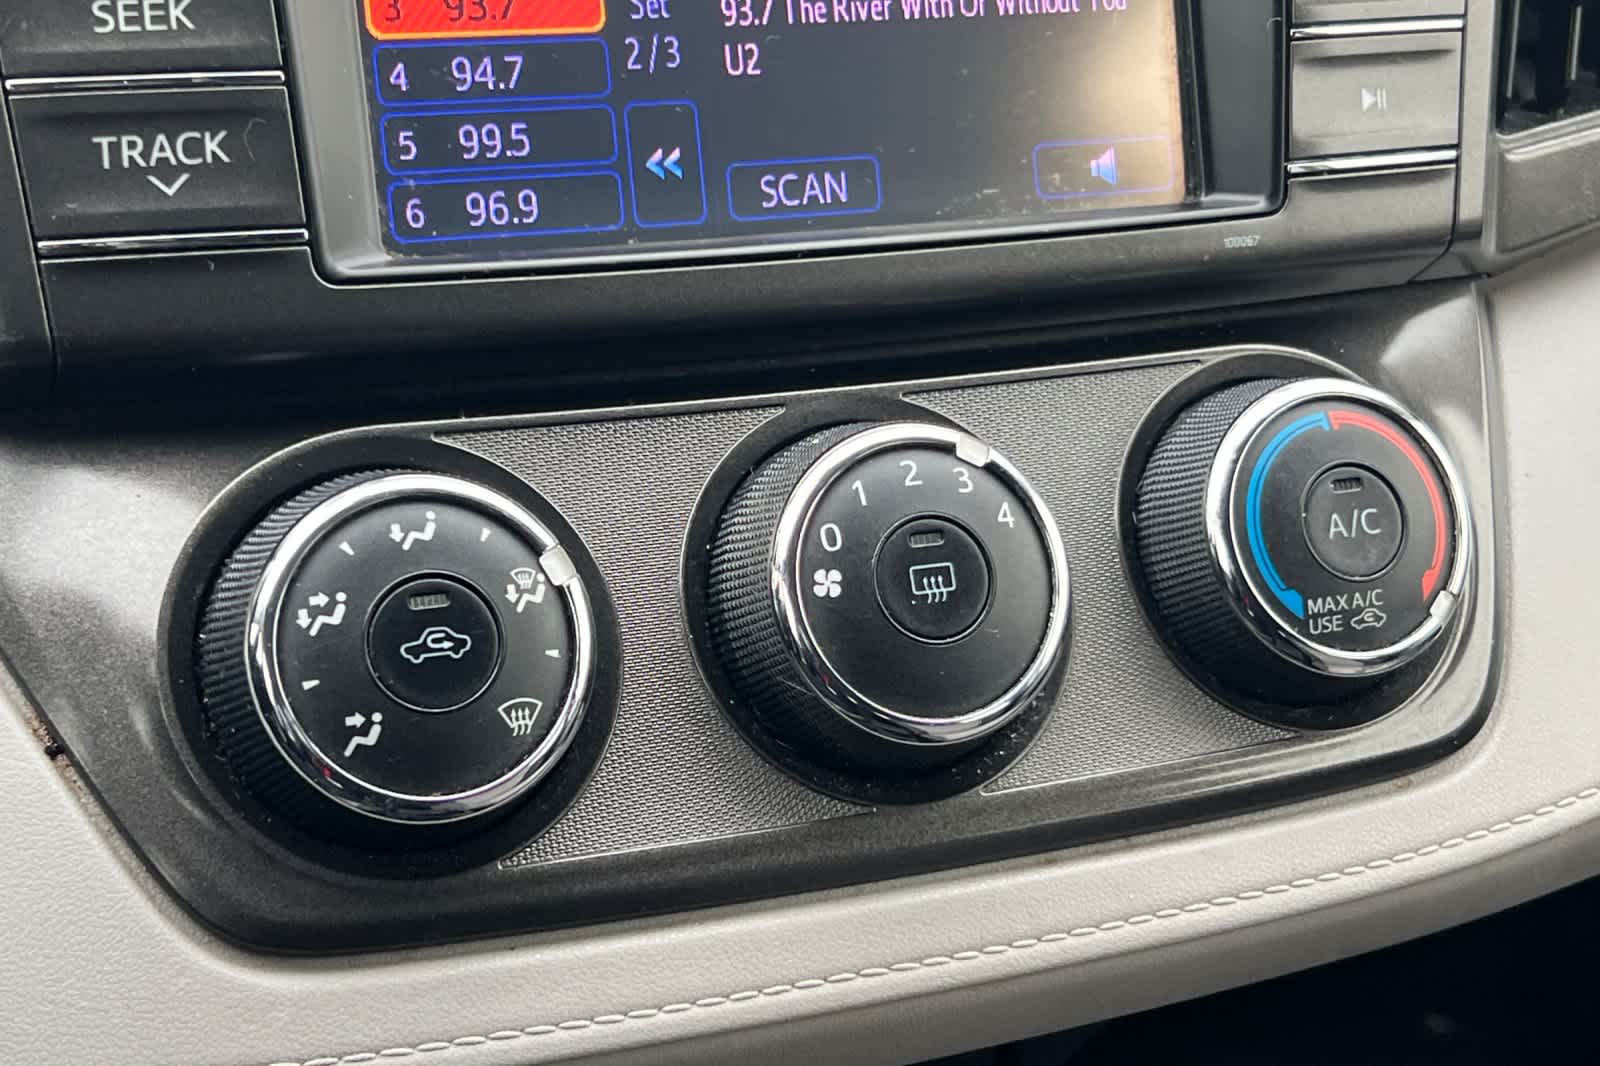 SEEK
TRACK
3 93.7
4 94.7
5 99.5
6 96.9
Set
2/3
93.7 The River With Or Without You
U2
SCAN
100067
0 1 2 3 4
A/C
MAX A/C
USE